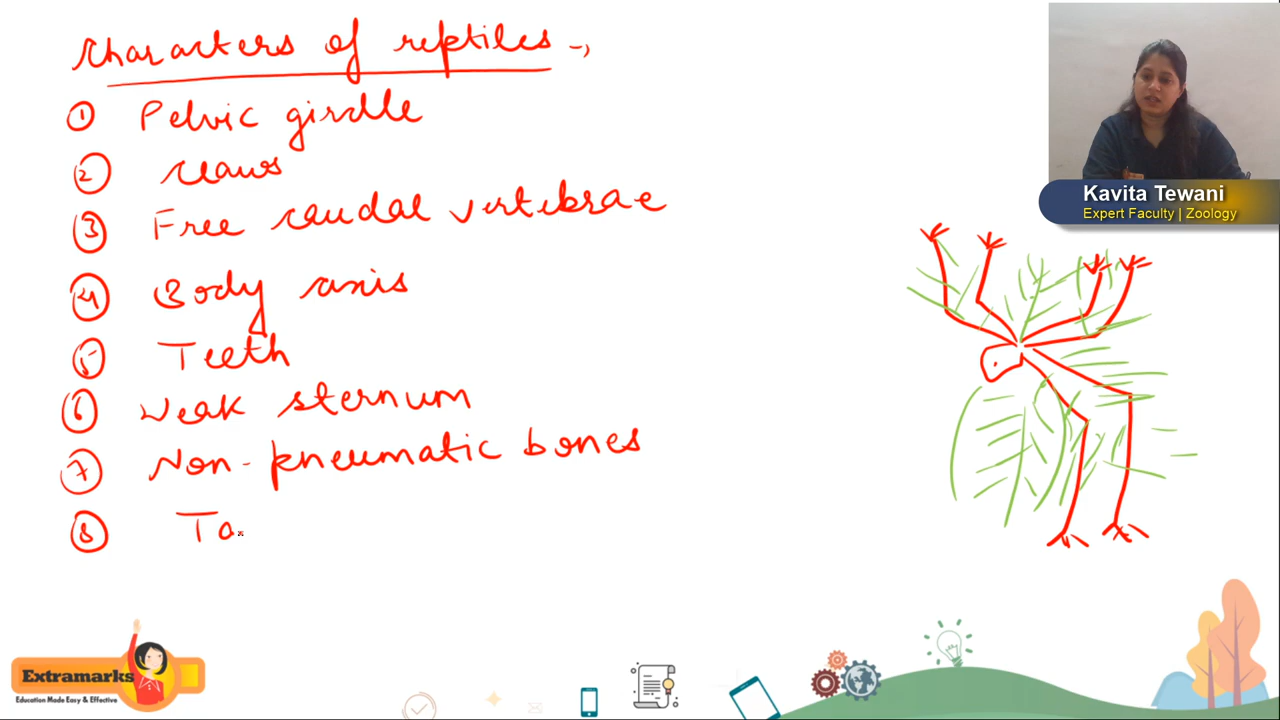 Characters of reptiles -,
① Pelvic girdle
② Claws
③ Free caudal vertebrae
④ Body axis
⑤ Teeth
⑥ Weak sternum
⑦ Non-pneumatic bones
⑧ Ta
Kavita Tewani
Expert Faculty | Zoology
Extramarks
Education Made Easy & Effective